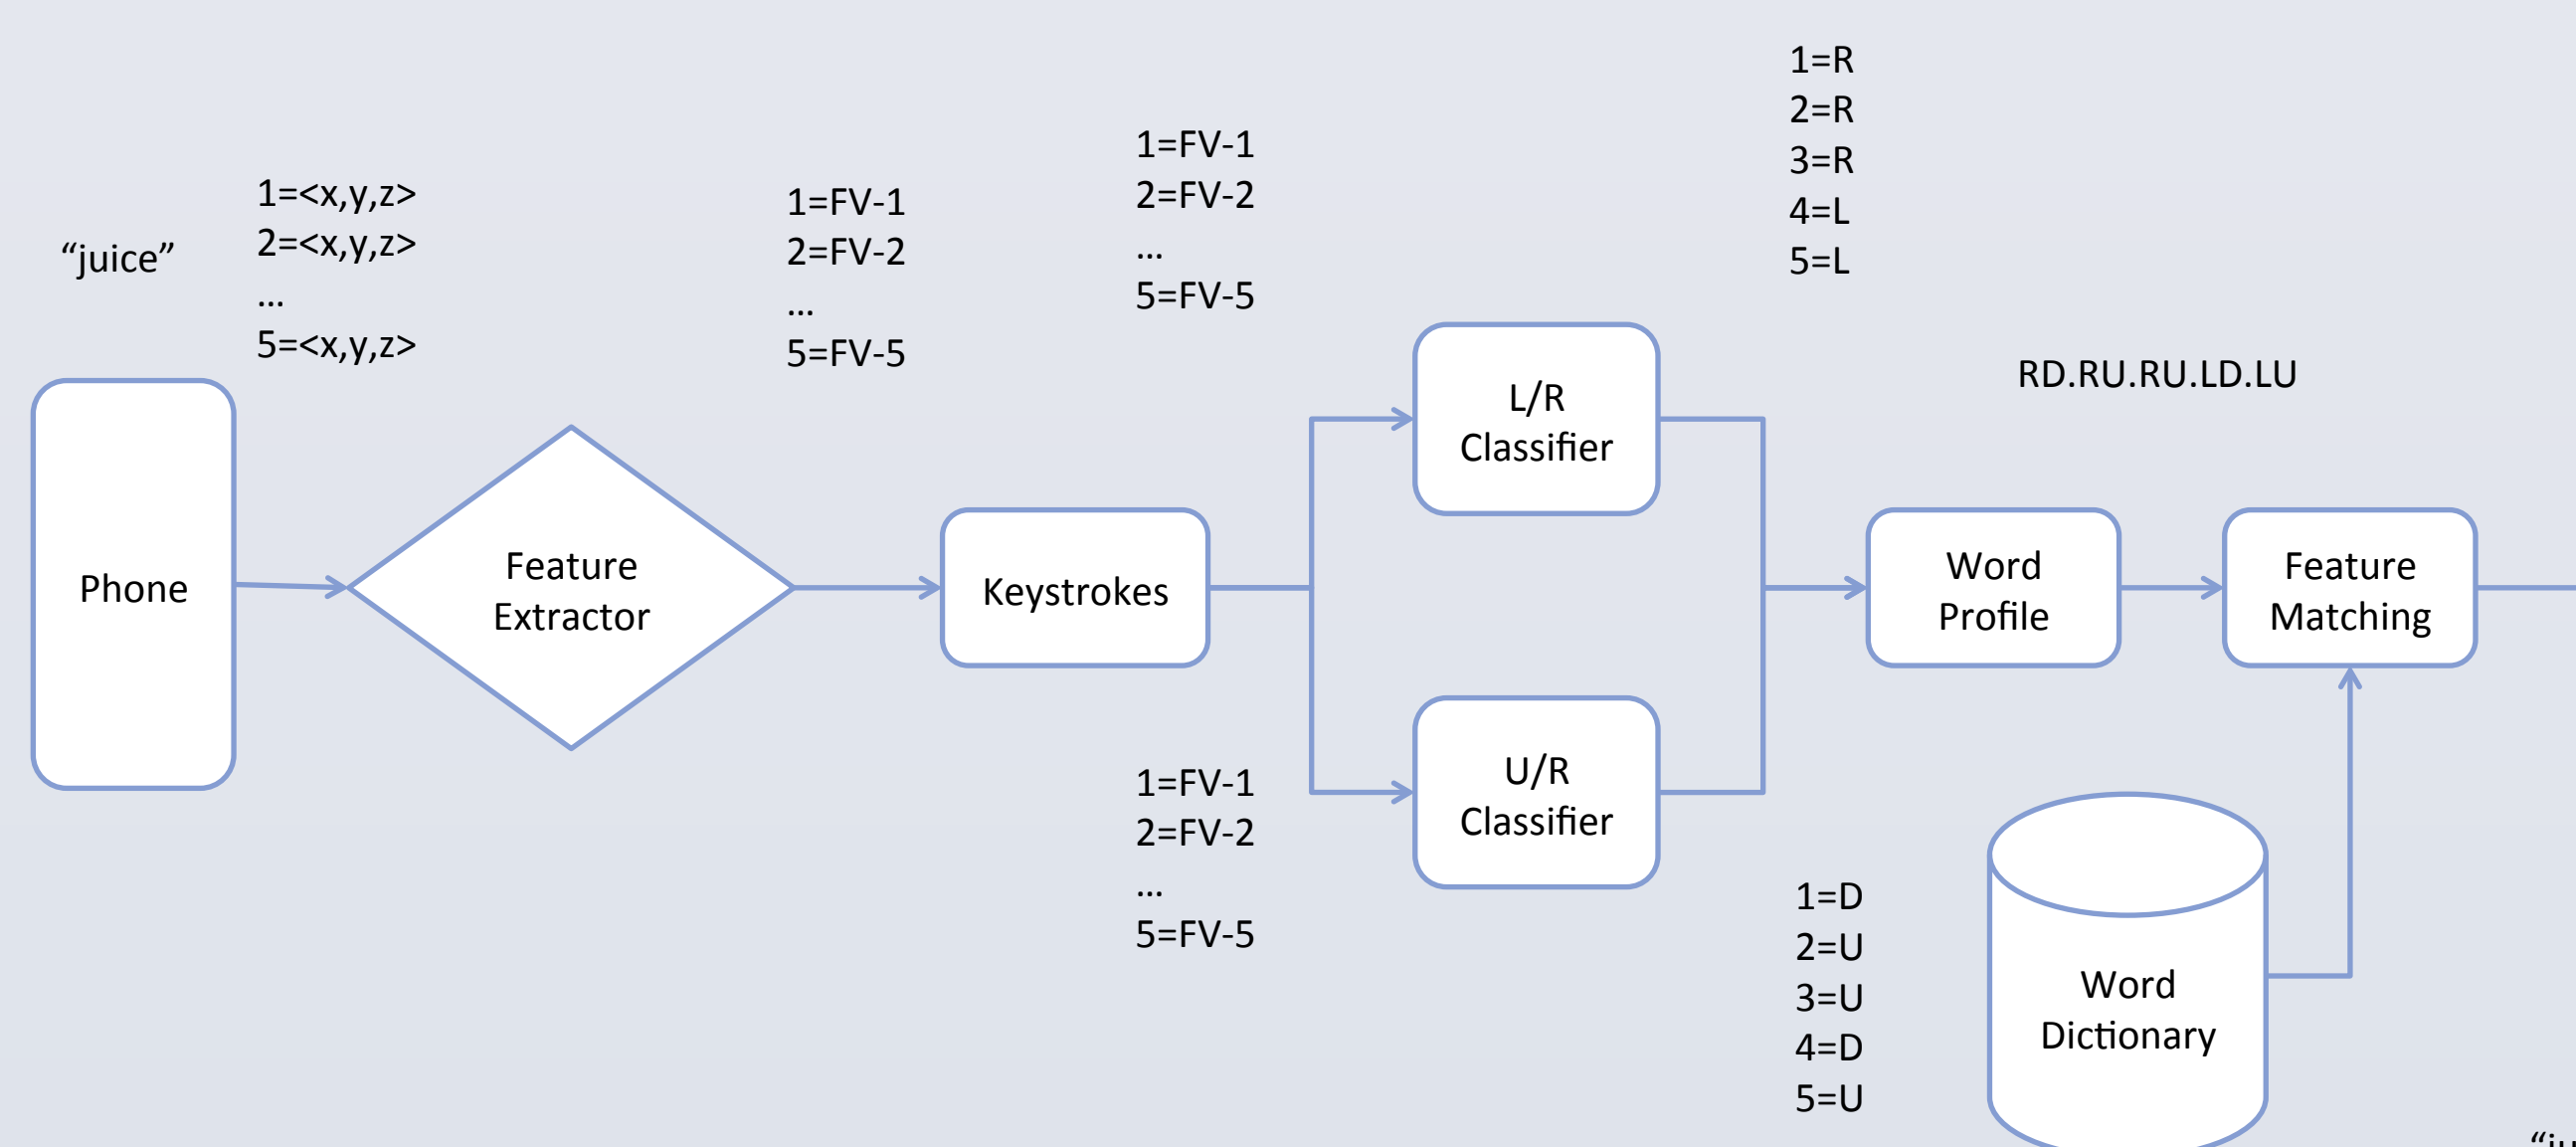 “juice”
1=<x,y,z>
2=<x,y,z>
...
5=<x,y,z>
Phone
Feature
Extractor
1=FV-1
2=FV-2
...
5=FV-5
Keystrokes
1=FV-1
2=FV-2
...
5=FV-5
1=FV-1
2=FV-2
...
5=FV-5
L/R
Classifier
U/R
Classifier
1=R
2=R
3=R
4=L
5=L
1=D
2=U
3=U
4=D
5=U
RD.RU.RU.LD.LU
Word
Profile
Feature
Matching
Word
Dictionary